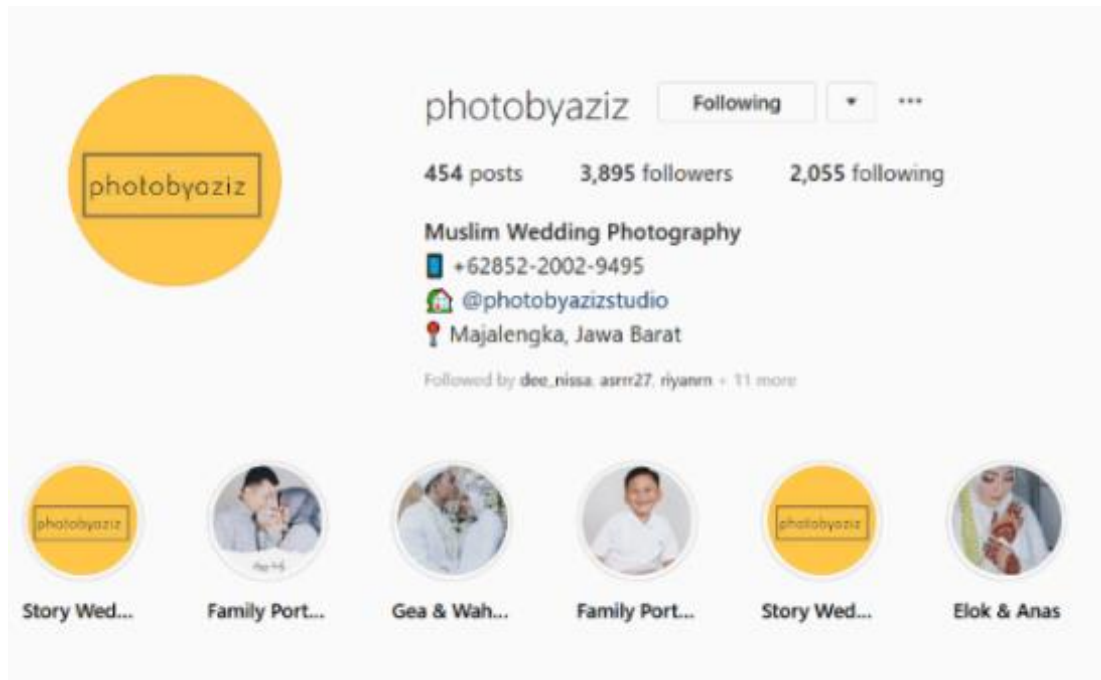 photobyaziz
photobyaziz Following
454 posts 3,895 followers 2,055 following
Muslim Wedding Photography
+62852-2002-9495
@photobyazizstudio
Majalengka, Jawa Barat
Followed by dee_nissa, asrrr27, riyanrn + 11 more
photobyaziz
photobyaziz
Story Wed...
Family Port...
Gea & Wah...
Family Port...
Story Wed...
Elok & Anas